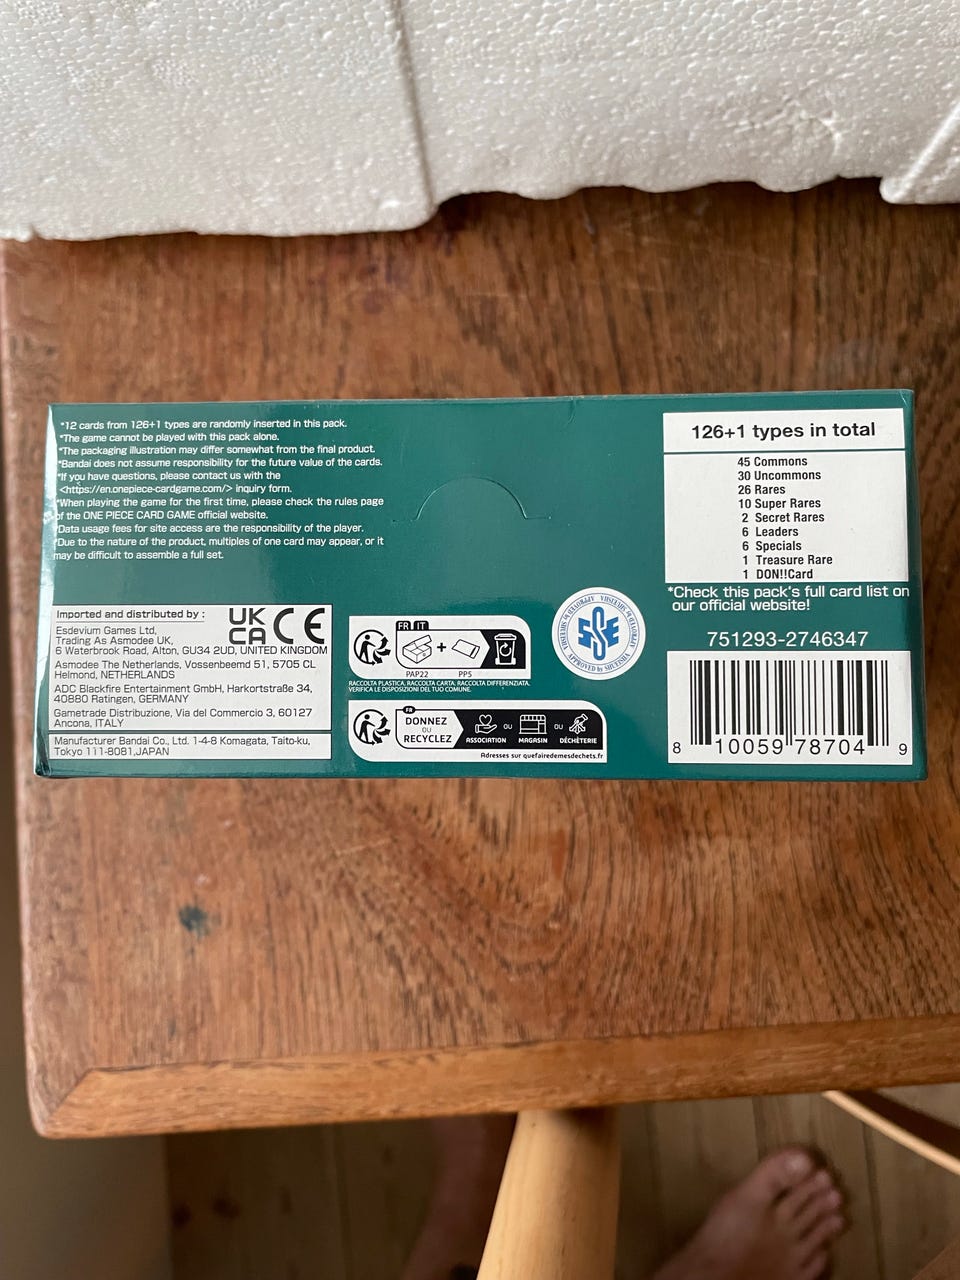 *12 cards from 126+1 types are randomly inserted in this pack.
*The game cannot be played with this pack alone.
*The packaging illustration may differ somewhat from the final product.
*Bandai does not assume responsibility for the future value of the cards.
*If you have questions, please contact us with the
<https://en.onepiece-cardgame.com/> inquiry form.
*When playing the game for the first time, please check the rules page
of the ONE PIECE CARD GAME official website.
*Data usage fees for site access are the responsibility of the player.
*Due to the nature of the product, multiples of one card may appear, or it
may be difficult to assemble a full set.
Imported and distributed by :
UK
CA
CE
Esdevium Games Ltd,
Trading As Asmodee UK,
6 Waterbrook Road, Alton, GU34 2UD, UNITED KINGDOM
Asmodee The Netherlands, Vossenbeemd 51, 5705 CL
Helmond, NETHERLANDS
ADC Blackfire Entertainment GmbH, Harkortstraße 34,
40880 Ratingen, GERMANY
Gametrade Distribuzione, Via del Commercio 3, 60127
Ancona, ITALY
Manufacturer Bandai Co., Ltd. 1-4-8 Komagata, Taito-ku,
Tokyo 111-8081,JAPAN
FR IT
+
PAP22 PP5
RACCOLTA PLASTICA, RACCOLTA CARTA, RACCOLTA DIFFERENZIATA.
VERIFICA LE DISPOSIZIONI DEL TUO COMUNE.
FR
DONNEZ
OU
RECYCLEZ
ASSOCIATION OU MAGASIN OU DÉCHÈTERIE
Adresses sur quefairedemesdechets.fr
SSE
APPROVED by SHUEISHA
126+1 types in total
45 Commons
30 Uncommons
26 Rares
10 Super Rares
2 Secret Rares
6 Leaders
6 Specials
1 Treasure Rare
1 DON!!Card
*Check this pack's full card list on
our official website!
751293-2746347
8 10059 78704 9